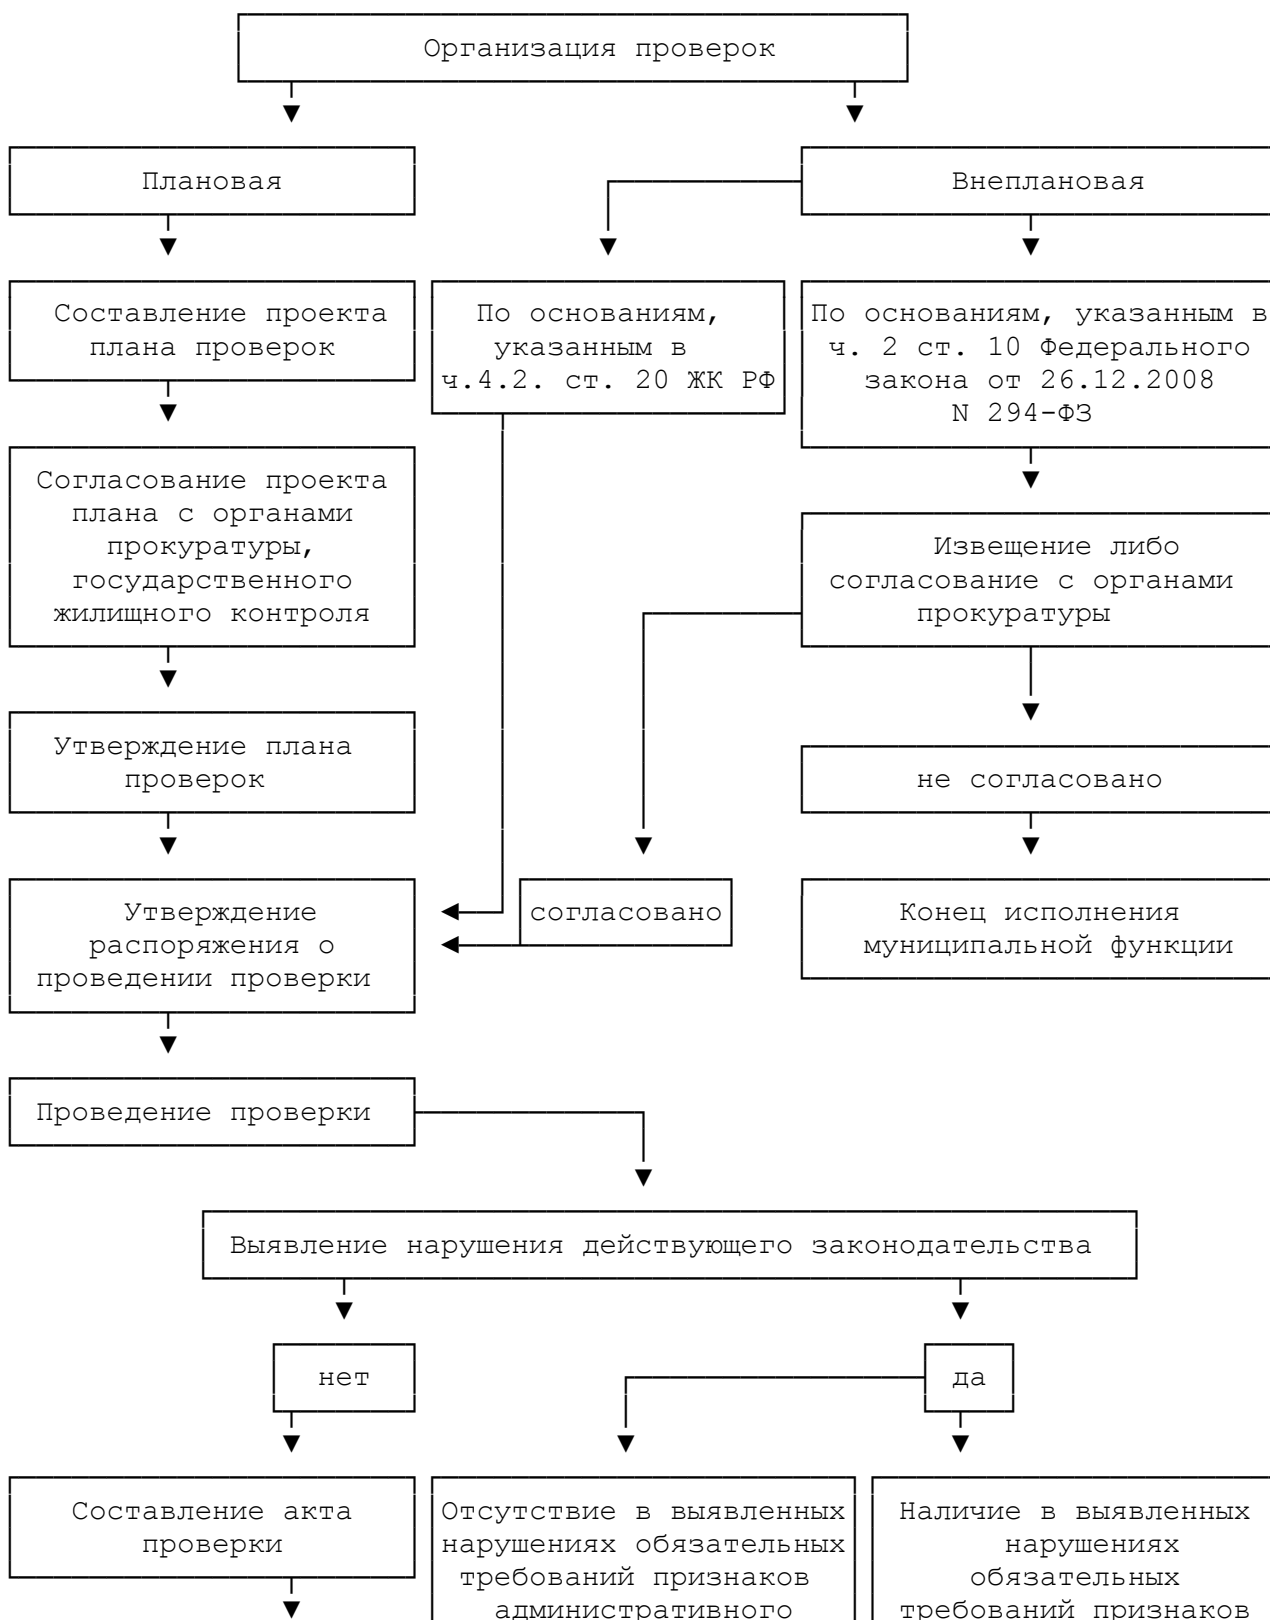 Организация проверок
Плановая
Внеплановая
Составление проекта
плана проверок
По основаниям,
указанным в
ч.4.2. ст. 20 ЖК РФ
По основаниям, указанным в
ч. 2 ст. 10 Федерального
закона от 26.12.2008
N 294-ФЗ
Согласование проекта
плана с органами
прокуратуры,
государственного
жилищного контроля
Извещение либо
согласование с органами
прокуратуры
Утверждение плана
проверок
не согласовано
Утверждение
распоряжения о
проведении проверки
согласовано
Конец исполнения
муниципальной функции
Проведение проверки
Выявление нарушения действующего законодательства
нет
да
Составление акта
проверки
Отсутствие в выявленных
нарушениях обязательных
требований признаков
административного
Наличие в выявленных
нарушениях
обязательных
требований признаков